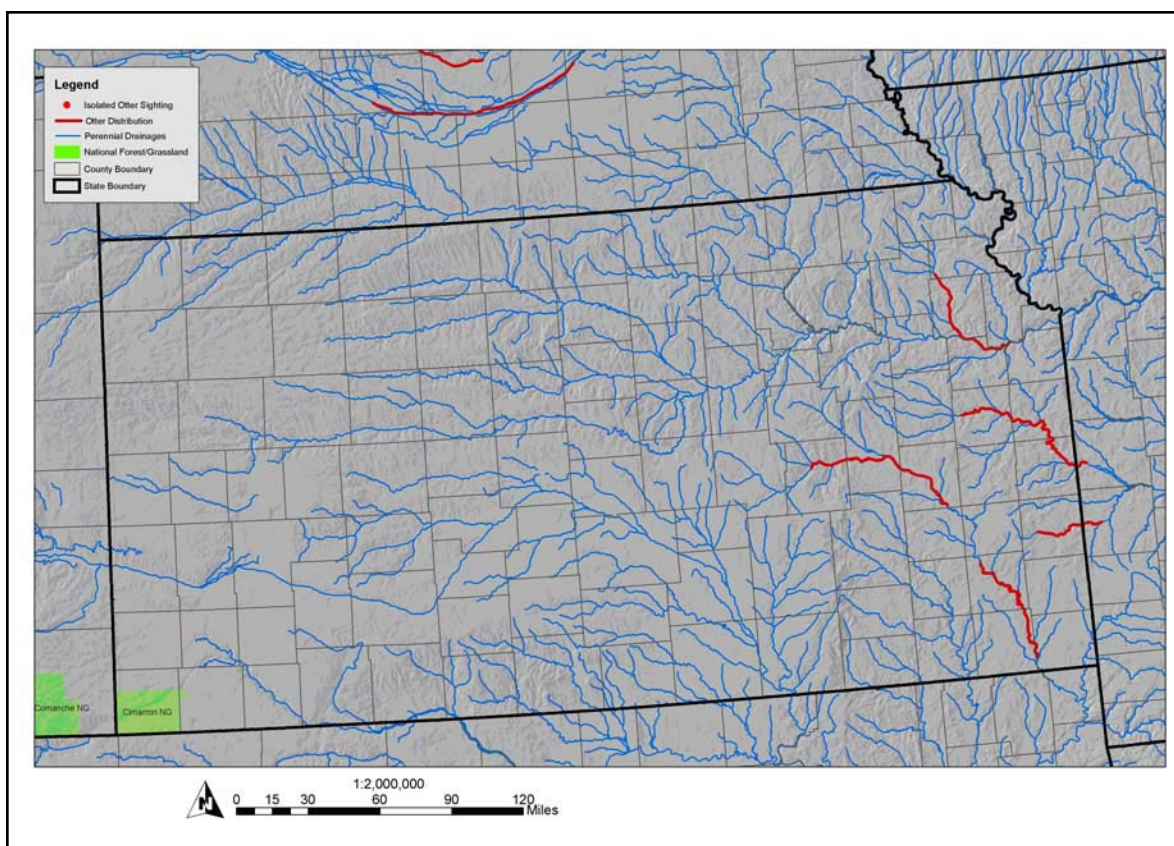 Legend
Isolated Otter Sighting
Otter Distribution
Perennial Drainages
National Forest/Grassland
County Boundary
State Boundary
Comanche NG
Cimarron NG
N
1:2,000,000
0 15 30 60 90 120
Miles